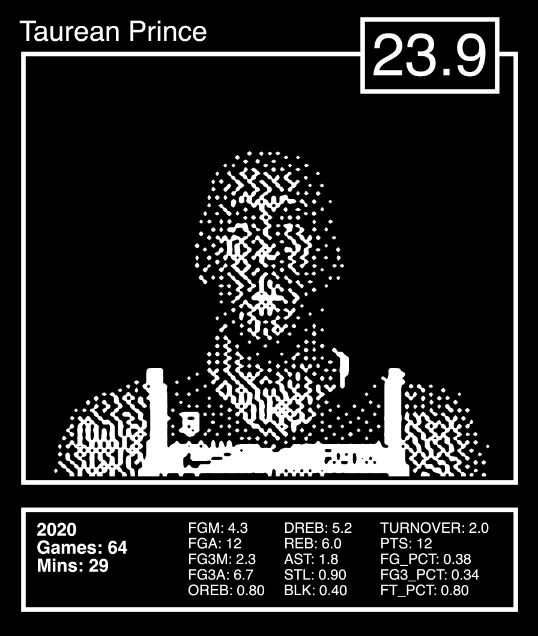 Taurean Prince
23.9
2020
Games: 64
Mins: 29
FGM: 4.3
FGA: 12
FG3M: 2.3
FG3A: 6.7
OREB: 0.80
DREB: 5.2
REB: 6.0
AST: 1.8
STL: 0.90
BLK: 0.40
TURNOVER: 2.0
PTS: 12
FG_PCT: 0.38
FG3_PCT: 0.34
FT_PCT: 0.80